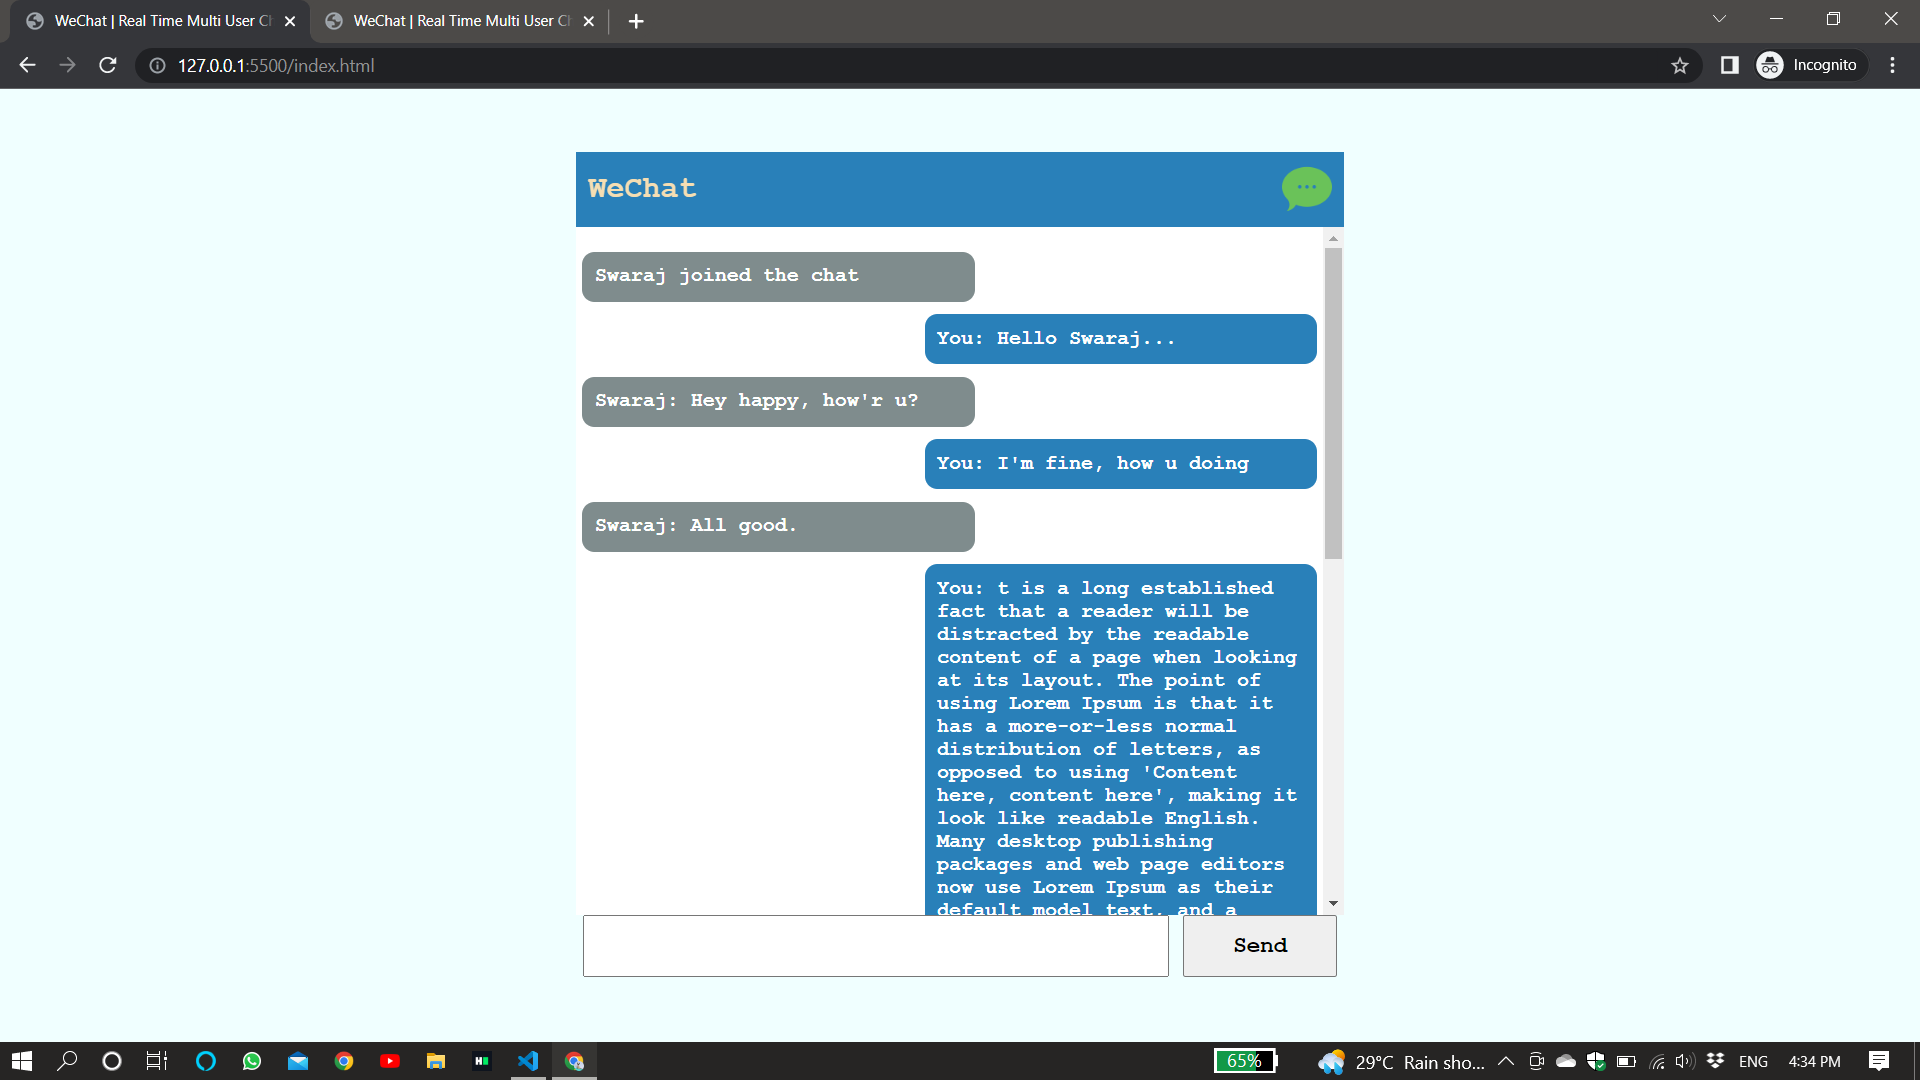 WeChat | Real Time Multi User Ch
WeChat | Real Time Multi User Ch
127.0.0.1:5500/index.html
Incognito
WeChat
Swaraj joined the chat
You: Hello Swaraj...
Swaraj: Hey happy, how'r u?
You: I'm fine, how u doing
Swaraj: All good.
You: t is a long established
fact that a reader will be
distracted by the readable
content of a page when looking
at its layout. The point of
using Lorem Ipsum is that it
has a more-or-less normal
distribution of letters, as
opposed to using 'Content
here, content here', making it
look like readable English.
Many desktop publishing
packages and web page editors
now use Lorem Ipsum as their
default model text, and a
Send
65%
29°C Rain sho...
ENG
4:34 PM